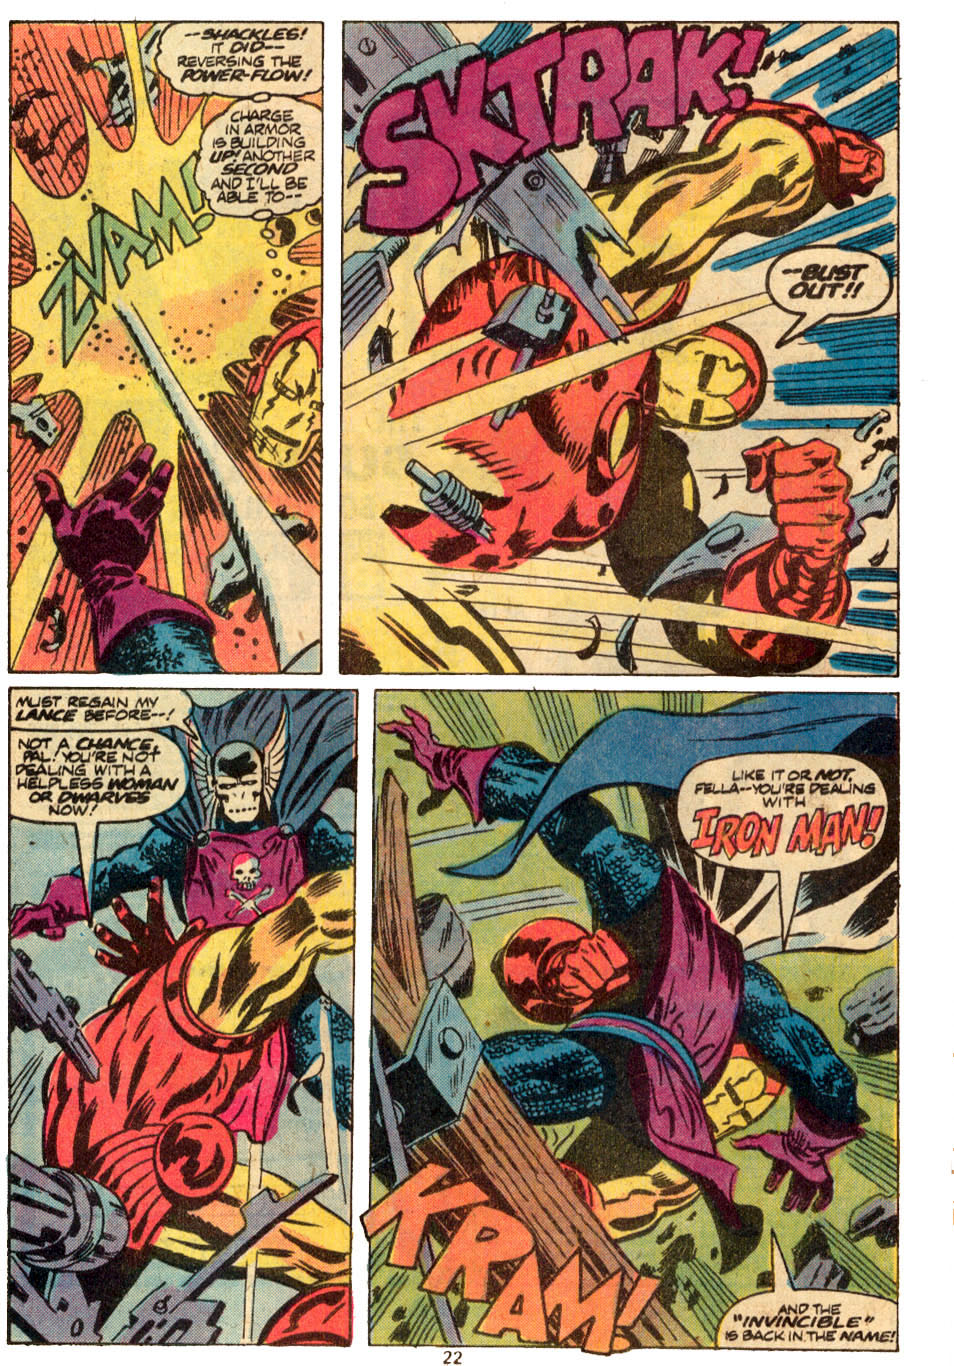 --SHACKLES!
IT DID--
REVERSING THE
POWER-FLOW!
CHARGE
IN ARMOR
IS BUILDING
UP! ANOTHER
SECOND
AND I'LL BE
ABLE TO--
ZVAM!
SKTRAK!
--BUST
OUT!!
MUST REGAIN MY
LANCE BEFORE--!
NOT A CHANCE,
PAL! YOU'RE NOT
DEALING WITH A
HELPLESS WOMAN
OR DWARVES
NOW!
LIKE IT OR NOT,
FELLA--YOU'RE DEALING
WITH
IRON MAN!
KRAM!
AND THE
"INVINCIBLE"
IS BACK IN THE NAME!
22